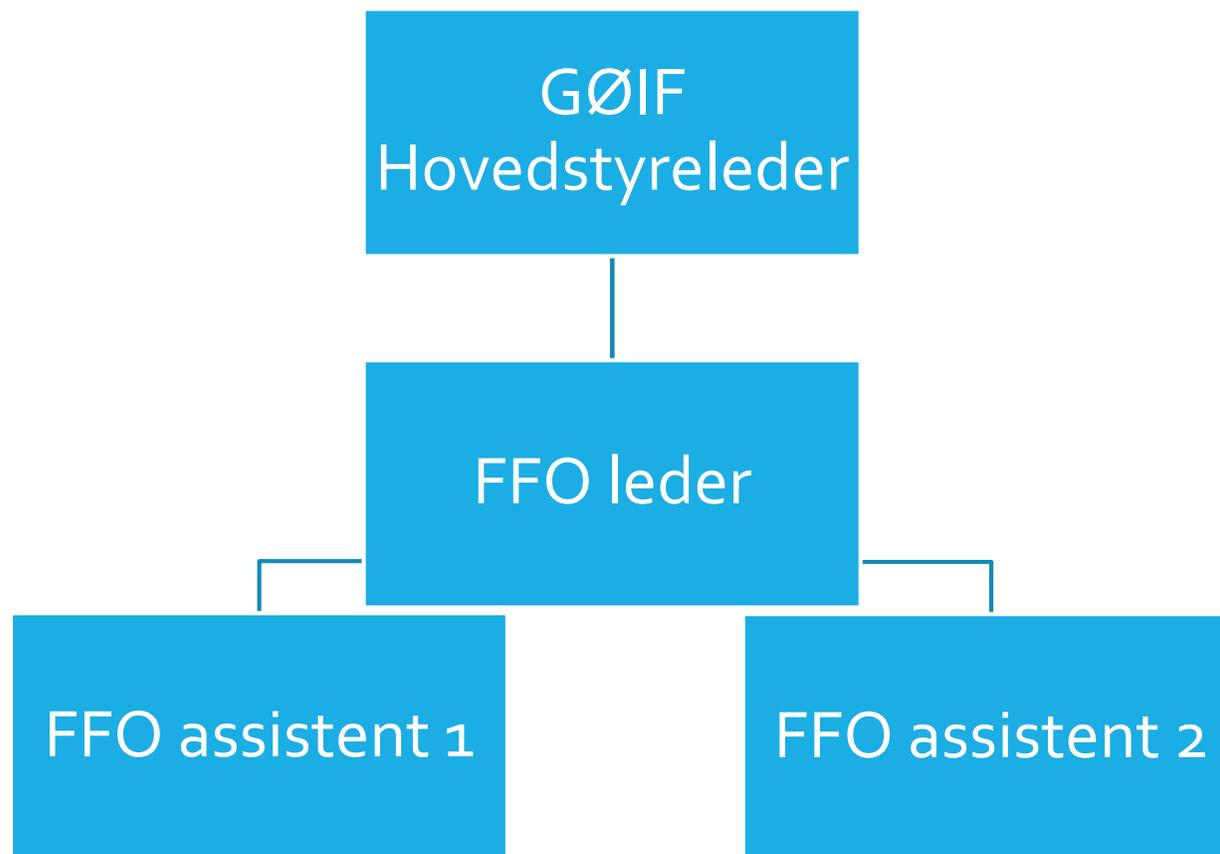 GØIF
Hovedstyreleder
FFO leder
FFO assistent 1
FFO assistent 2